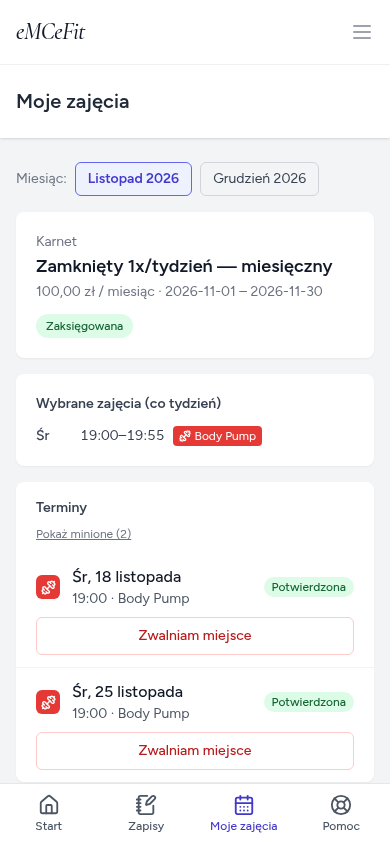 eMCeFit
Moje zajęcia
Miesiąc: Listopad 2026 Grudzień 2026
Karnet
Zamknięty 1x/tydzień — miesięczny
100,00 zł / miesiąc · 2026-11-01 – 2026-11-30
Zaksięgowana
Wybrane zajęcia (co tydzień)
Śr 19:00–19:55 Body Pump
Terminy
Pokaż minione (2)
Śr, 18 listopada
19:00 · Body Pump
Potwierdzona
Zwalniam miejsce
Śr, 25 listopada
19:00 · Body Pump
Potwierdzona
Zwalniam miejsce
Start Zapisy Moje zajęcia Pomoc